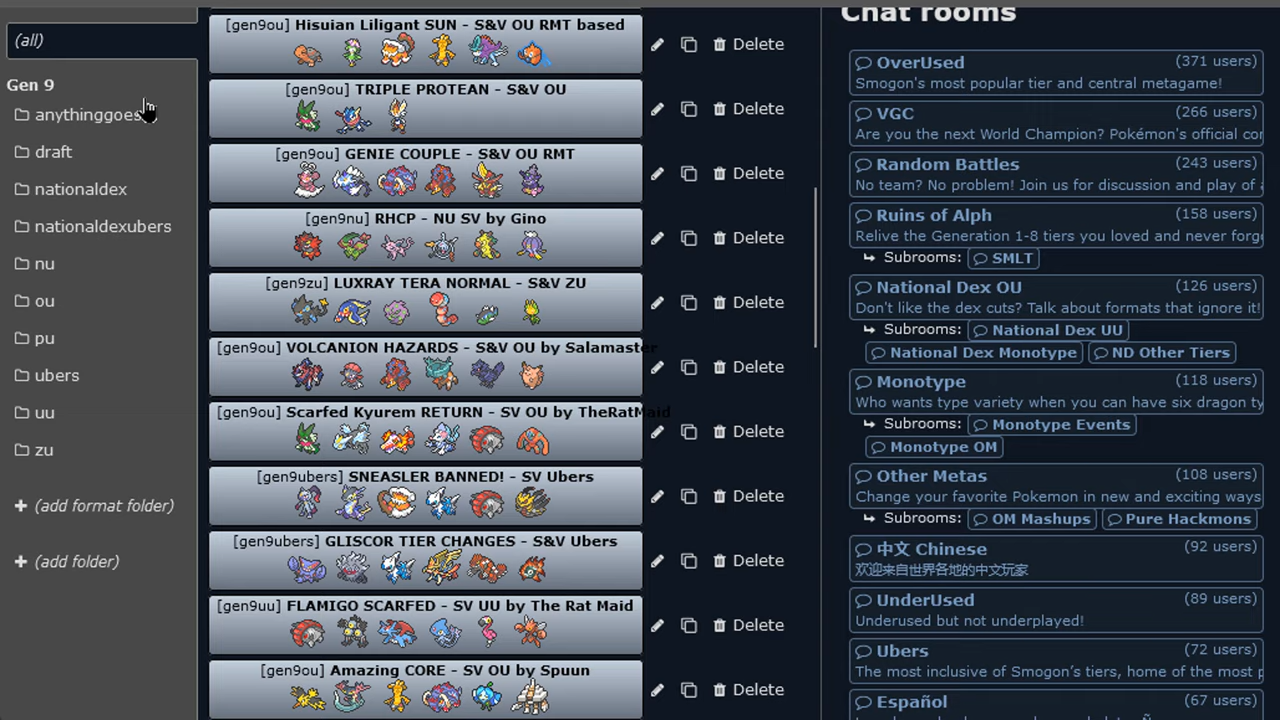 (all)
Gen 9
anythinggoes
draft
nationaldex
nationaldexubers
nu
ou
pu
ubers
uu
zu
(add format folder)
(add folder)
[gen9ou] Hisuian Liligant SUN - S&V OU RMT based
Delete
[gen9ou] TRIPLE PROTEAN - S&V OU
Delete
[gen9ou] GENIE COUPLE - S&V OU RMT
Delete
[gen9nu] RHCP - NU SV by Gino
Delete
[gen9zu] LUXRAY TERA NORMAL - S&V ZU
Delete
[gen9ou] VOLCANION HAZARDS - S&V OU by Salamaster
Delete
[gen9ou] Scarfed Kyurem RETURN - SV OU by TheRatMaid
Delete
[gen9ubers] SNEASLER BANNED! - SV Ubers
Delete
[gen9ubers] GLISCOR TIER CHANGES - S&V Ubers
Delete
[gen9uu] FLAMIGO SCARFED - SV UU by The Rat Maid
Delete
[gen9ou] Amazing CORE - SV OU by Spuun
Delete
Chat rooms
OverUsed (371 users)
Smogon's most popular tier and central metagame!
VGC (266 users)
Are you the next World Champion? Pokémon's official cor
Random Battles (243 users)
No team? No problem! Join us for discussion and play of
Ruins of Alph (158 users)
Relive the Generation 1-8 tiers you loved and never forg
Subrooms: SMLT
National Dex OU (126 users)
Don't like the dex cuts? Talk about formats that ignore it!
Subrooms: National Dex UU
National Dex Monotype ND Other Tiers
Monotype (118 users)
Who wants type variety when you can have six dragon ty
Subrooms: Monotype Events
Monotype OM
Other Metas (108 users)
Change your favorite Pokemon in new and exciting ways
Subrooms: OM Mashups Pure Hackmons
中文 Chinese (92 users)
欢迎来自世界各地的中文玩家
UnderUsed (89 users)
Underused but not underplayed!
Ubers (72 users)
The most inclusive of Smogon's tiers, home of the most p
Español (67 users)